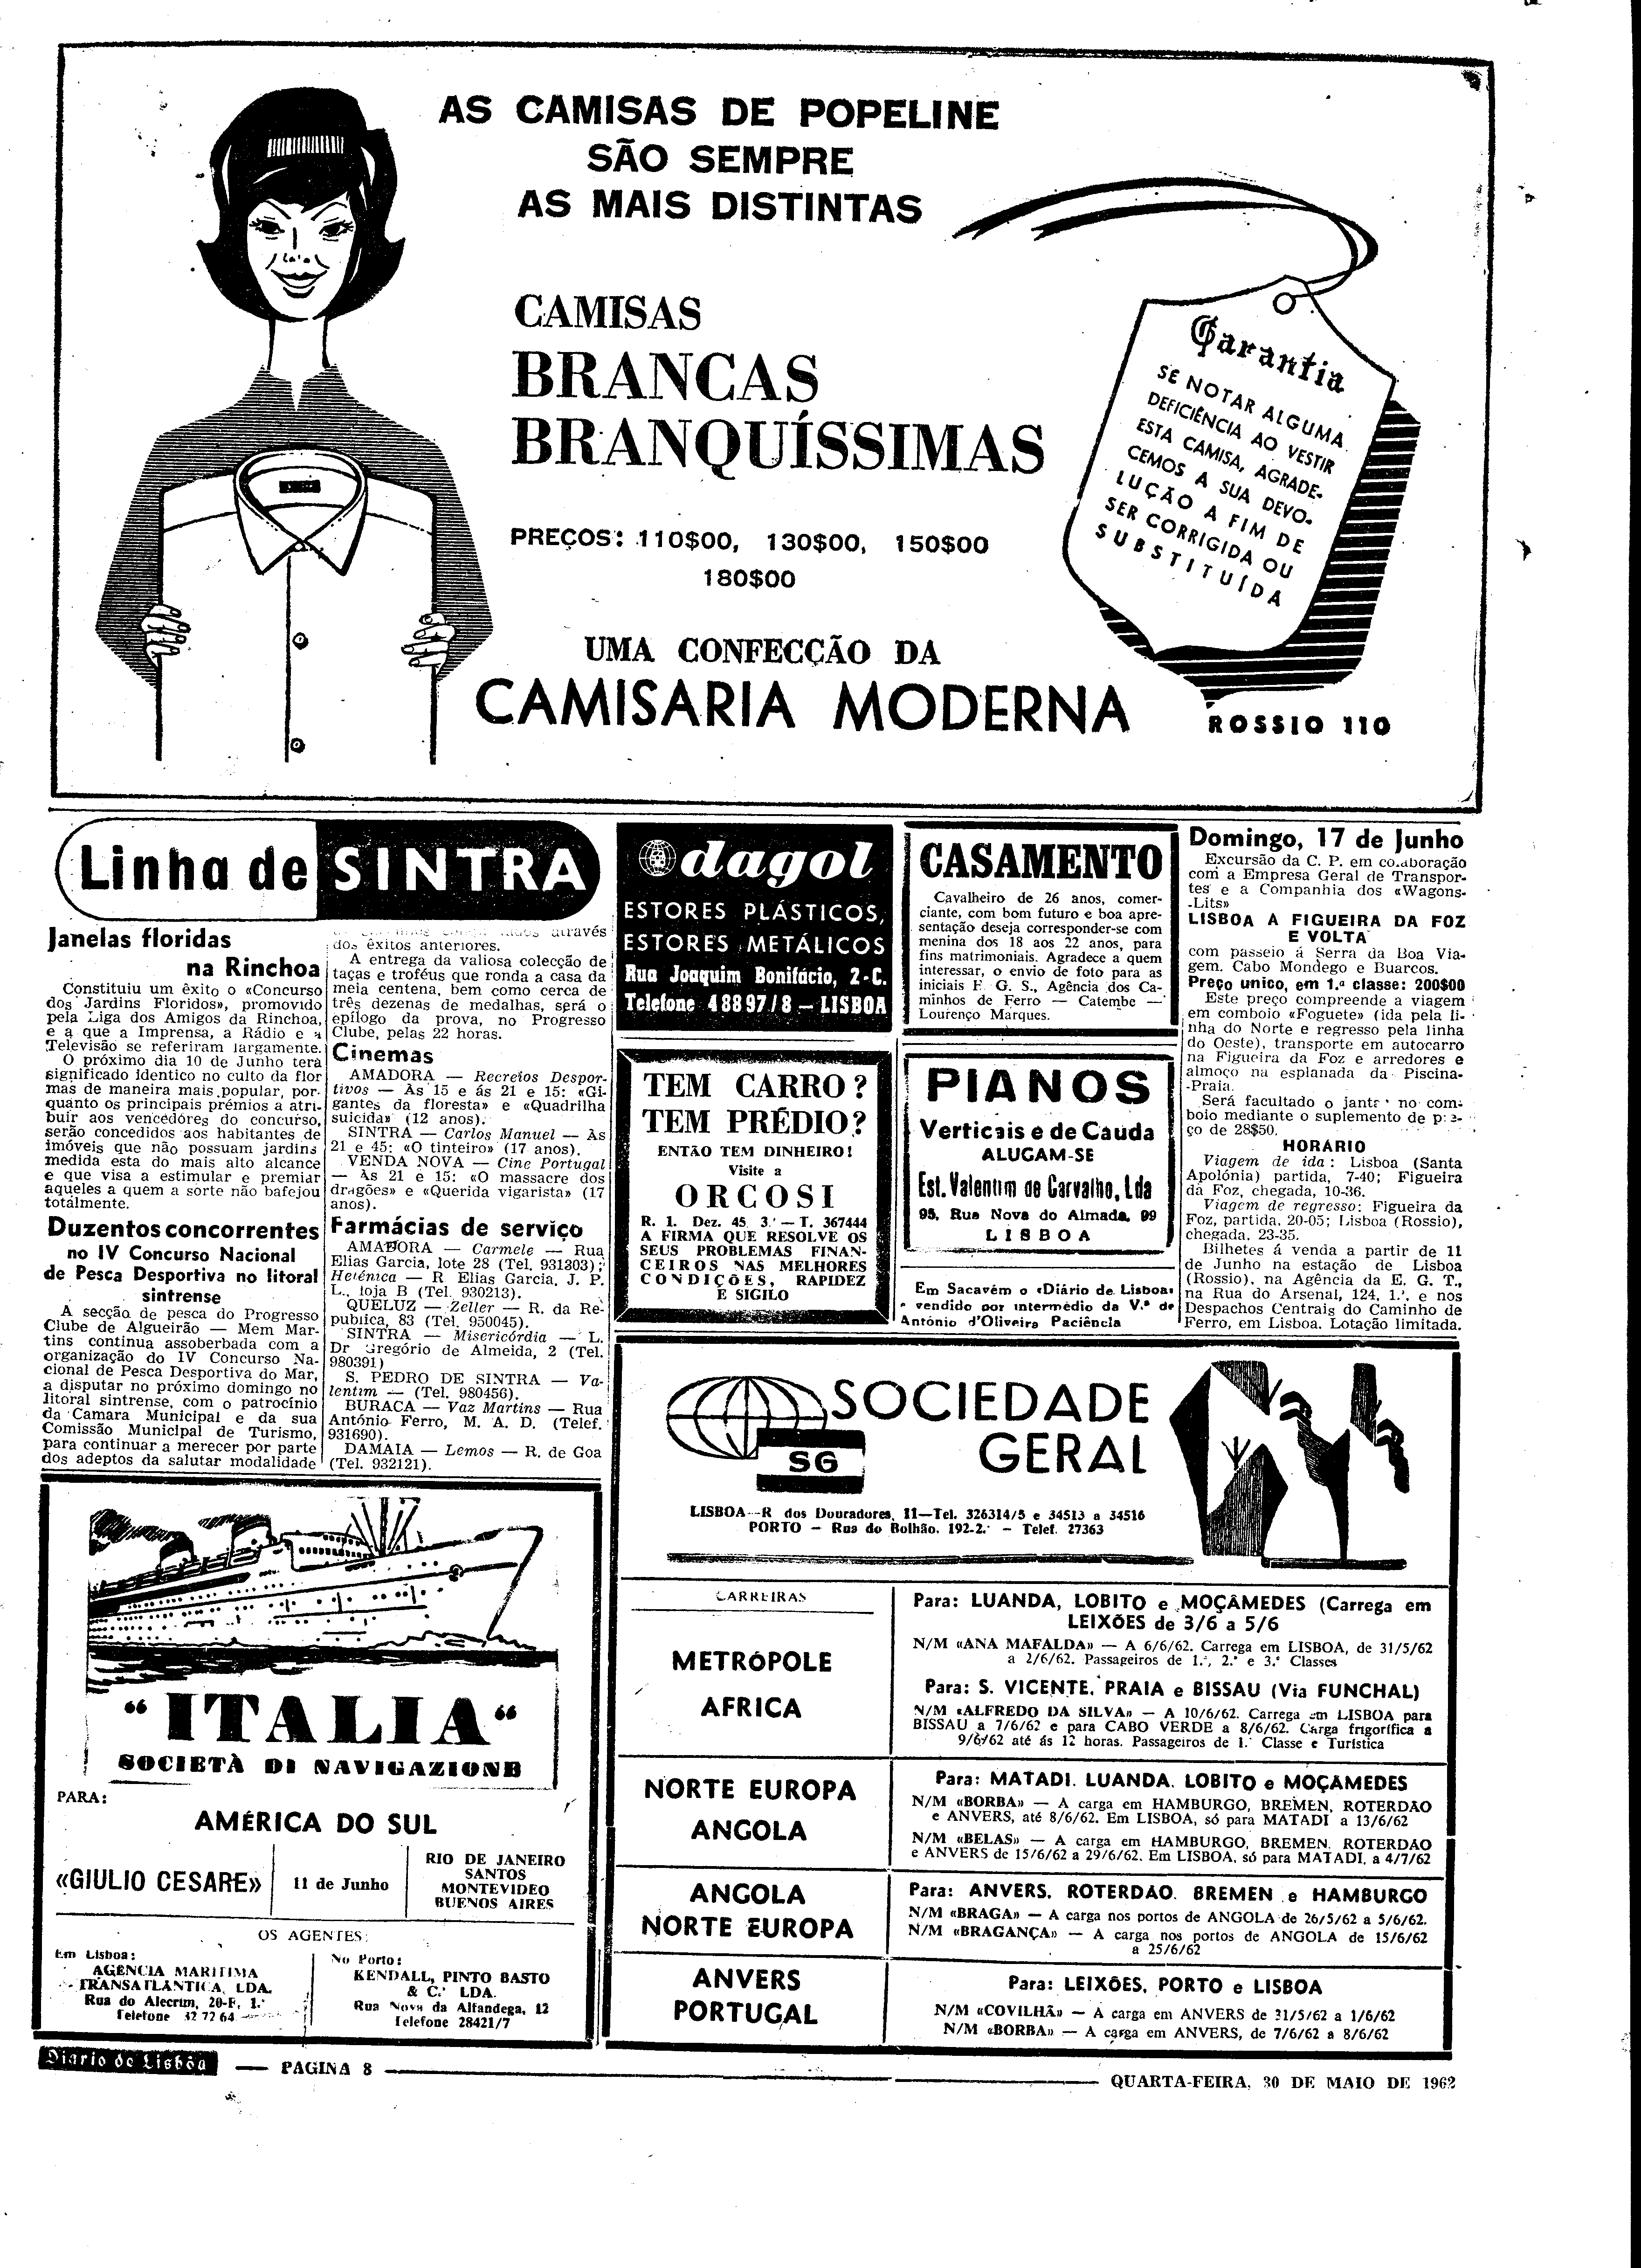 AS CAMISAS DE POPELINE
SÃO SEMPRE
AS MAIS DISTINTAS
CAMISAS
BRANCAS
BRANQUÍSSIMAS
PREÇOS: 110$00, 130$00, 150$00
180$00
UMA CONFECÇÃO DA
CAMISARIA MODERNA
ROSSIO 110
Garantia
SE NOTAR ALGUMA
DEFICIÊNCIA AO VESTIR
ESTA CAMISA, AGRADE-
CEMOS A SUA DEVO-
LUÇÃO A FIM DE
SER CORRIGIDA OU
SUBSTITUÍDA
Linha de SINTRA
Janelas floridas
na Rinchoa
Constituiu um êxito o «Concurso
dos Jardins Floridos», promovido
pela Liga dos Amigos da Rinchoa,
e a que a Imprensa, a Rádio e a
Televisão se referiram largamente.
O próximo dia 10 de Junho terá
significado identico no culto da flor
mas de maneira mais popular, por-
quanto os principais prémios a atri-
buir aos vencedores do concurso,
serão concedidos aos habitantes de
imóveis que não possuam jardins
medida esta do mais alto alcance
e que visa a estimular e premiar
aqueles a quem a sorte não bafejou
totalmente.
Duzentos concorrentes
no IV Concurso Nacional
de Pesca Desportiva no litoral
sintrense
A secção de pesca do Progresso
Clube de Algueirão — Mem Mar-
tins continua assoberbada com a
organização do IV Concurso Na-
cional de Pesca Desportiva do Mar,
a disputar no próximo domingo no
litoral sintrense, com o patrocínio
da Camara Municipal e da sua
Comissão Municipal de Turismo,
para continuar a merecer por parte
dos adeptos da salutar modalidade
através
dos êxitos anteriores.
A entrega da valiosa colecção de
taças e troféus que ronda a casa da
meia centena, bem como cerca de
três dezenas de medalhas, será o
epílogo da prova, no Progresso
Clube, pelas 22 horas.
Cinemas
AMADORA — Recreios Despor-
tivos — Às 15 e ás 21 e 15: «Gi-
gantes da floresta» e «Quadrilha
suicida» (12 anos).
SINTRA — Carlos Manuel — Às
21 e 45: «O tinteiro» (17 anos).
VENDA NOVA — Cine Portugal
— Às 21 e 15: «O massacre dos
dragões» e «Querida vigarista» (17
anos).
Farmácias de serviço
AMADORA — Carmele — Rua
Elias Garcia, lote 28 (Tel. 931303);
Helénica — R Elias Garcia, J. P.
L., loja B (Tel. 930213).
QUELUZ — Zeller — R. da Re-
publica, 83 (Tel. 950045).
SINTRA — Misericórdia — L.
Dr Gregório de Almeida, 2 (Tel.
980391)
S. PEDRO DE SINTRA — Va-
lentim — (Tel. 980456).
BURACA — Vaz Martins — Rua
António Ferro, M. A. D. (Telef.
931690).
DAMAIA — Lemos — R. de Goa
(Tel. 932121).
dagol
ESTORES PLÁSTICOS,
ESTORES METÁLICOS
Rua Joaquim Bonifácio, 2-C.
Telefone 48897/8 — LISBOA
TEM CARRO?
TEM PRÉDIO?
ENTÃO TEM DINHEIRO!
Visite a
ORCOSI
R. 1. Dez. 45 3.º — T. 367444
A FIRMA QUE RESOLVE OS
SEUS PROBLEMAS FINAN-
CEIROS NAS MELHORES
CONDIÇÕES, RAPIDEZ
E SIGILO
CASAMENTO
Cavalheiro de 26 anos, comer-
ciante, com bom futuro e boa apre-
sentação deseja corresponder-se com
menina dos 18 aos 22 anos, para
fins matrimoniais. Agradece a quem
interessar, o envio de foto para as
iniciais F. G. S., Agência dos Ca-
minhos de Ferro — Catembe —
Lourenço Marques.
PIANOS
Verticais e de Cauda
ALUGAM-SE
Est. Valentim de Carvalho, Lda
95, Rua Nova do Almada, 99
LISBOA
Em Sacavém o «Diário de Lisboa»
é vendido por intermédio da V.ª de
António d'Oliveira Paciência
Domingo, 17 de Junho
Excursão da C. P. em colaboração
com a Empresa Geral de Transpor-
tes e a Companhia dos «Wagons-
-Lits»
LISBOA A FIGUEIRA DA FOZ
E VOLTA
com passeio á Serra da Boa Via-
gem. Cabo Mondego e Buarcos.
Preço unico, em 1.ª classe: 200$00
Este preço compreende a viagem
em comboio «Foguete» (ida pela li-
nha do Norte e regresso pela linha
do Oeste), transporte em autocarro
na Figueira da Foz e arredores e
almoço na esplanada da Piscina-
-Praia.
Será facultado o jantar no com-
boio mediante o suplemento de pre-
ço de 28$50.
HORARIO
Viagem de ida: Lisboa (Santa
Apolónia) partida, 7-40; Figueira
da Foz, chegada, 10-36.
Viagem de regresso: Figueira da
Foz, partida, 20-05; Lisboa (Rossio),
chegada, 23-35.
Bilhetes á venda a partir de 11
de Junho na estação de Lisboa
(Rossio), na Agência da E. G. T.,
na Rua do Arsenal, 124, 1.º, e nos
Despachos Centrais do Caminho de
Ferro, em Lisboa. Lotação limitada.
"ITALIA"
SOCIETÀ DI NAVIGAZIONE
PARA:
AMÉRICA DO SUL
«GIULIO CESARE»
11 de Junho
RIO DE JANEIRO
SANTOS
MONTEVIDEO
BUENOS AIRES
OS AGENTES:
Em Lisboa:
AGENCIA MARITIMA
TRANSATLÂNTICA, LDA.
Rua do Alecrim, 20-F, 1.º
Telefone 32 72 64
No Porto:
KENDALL, PINTO BASTO
& C.ª LDA.
Rua Nova da Alfandega, 12
Telefone 28421/7
SOCIEDADE
GERAL
SG
LISBOA—R dos Douradores, 11—Tel. 326314/5 e 34513 a 34516
PORTO — Rua do Bolhão, 192-2.º — Telef. 27363
CARREIRAS
METRÓPOLE
AFRICA
Para: LUANDA, LOBITO e MOÇÂMEDES (Carrega em
LEIXÕES de 3/6 a 5/6
N/M «ANA MAFALDA» — A 6/6/62. Carrega em LISBOA, de 31/5/62
a 2/6/62. Passageiros de 1.ª, 2.ª e 3.ª Classes
Para: S. VICENTE, PRAIA e BISSAU (Via FUNCHAL)
N/M «ALFREDO DA SILVA» — A 10/6/62. Carrega em LISBOA para
BISSAU a 7/6/62 e para CABO VERDE a 8/6/62. Carga frigorífica a
9/6/62 até ás 12 horas. Passageiros de 1.ª Classe e Turística
NORTE EUROPA
ANGOLA
Para: MATADI, LUANDA, LOBITO e MOÇÂMEDES
N/M «BORBA» — A carga em HAMBURGO, BREMEN, ROTERDAO
e ANVERS, até 8/6/62. Em LISBOA, só para MATADI a 13/6/62
N/M «BELAS» — A carga em HAMBURGO, BREMEN, ROTERDAO
e ANVERS de 15/6/62 a 29/6/62. Em LISBOA, só para MATADI, a 4/7/62
ANGOLA
NORTE EUROPA
Para: ANVERS, ROTERDAO, BREMEN e HAMBURGO
N/M «BRAGA» — A carga nos portos de ANGOLA de 26/5/62 a 5/6/62.
N/M «BRAGANÇA» — A carga nos portos de ANGOLA de 15/6/62
a 25/6/62
ANVERS
PORTUGAL
Para: LEIXÕES, PORTO e LISBOA
N/M «COVILHÃ» — A carga em ANVERS de 31/5/62 a 1/6/62
N/M «BORBA» — A carga em ANVERS, de 7/6/62 a 8/6/62
Diário de Lisbôa — PAGINA 8
QUARTA-FEIRA, 30 DE MAIO DE 1962